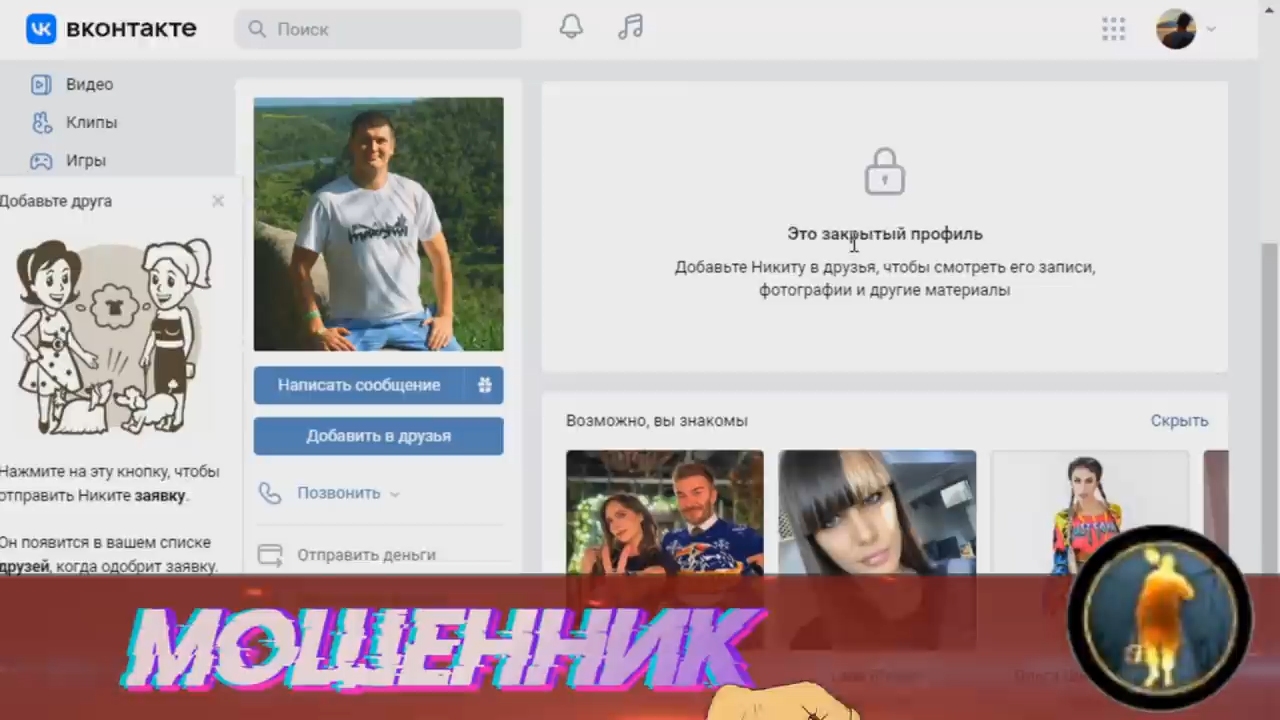 вконтакте
Поиск
Видео
Клипы
Игры
Добавьте друга
Нажмите на эту кнопку, чтобы
отправить Никите заявку.
Он появится в вашем списке
друзей, когда одобрит заявку.
Написать сообщение
Добавить в друзья
Позвонить
Отправить деньги
Это закрытый профиль
Добавьте Никиту в друзья, чтобы смотреть его записи,
фотографии и другие материалы
Возможно, вы знакомы
Скрыть
МОШЕННИК